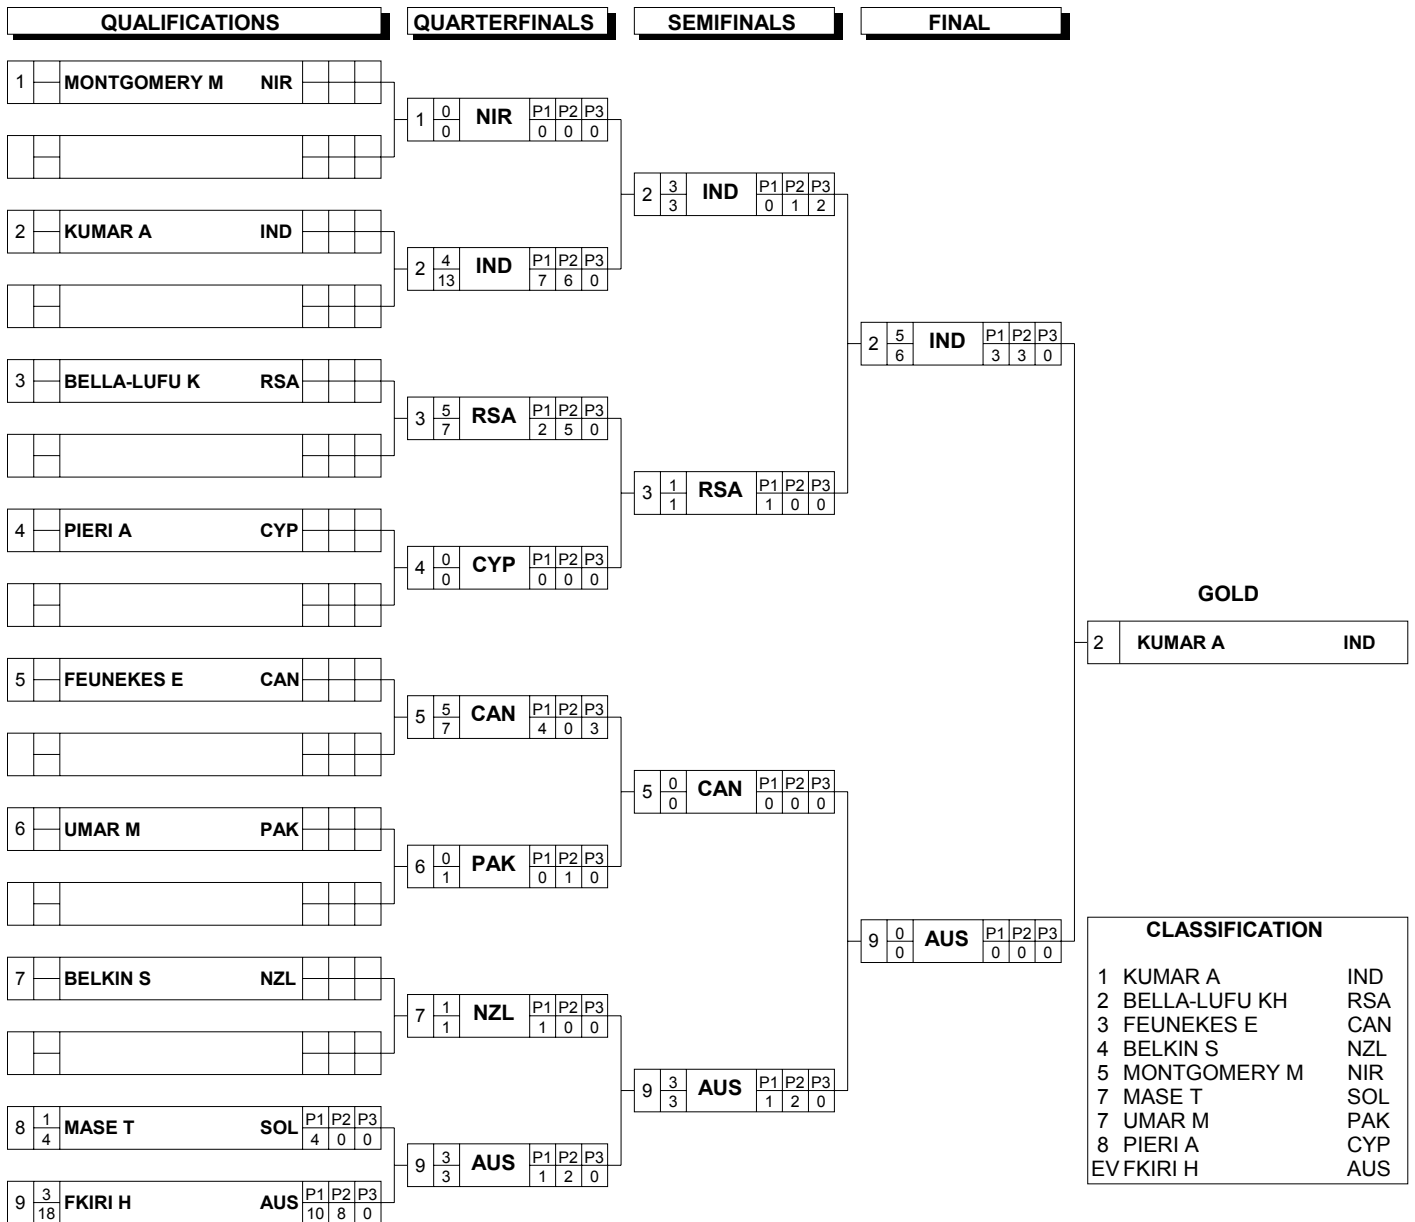 QUALIFICATIONS QUARTERFINALS SEMIFINALS FINAL
1 MONTGOMERY M NIR
1 0 0 NIR P1 P2 P3 0 0 0
2 3 3 IND P1 P2 P3 0 1 2
2 KUMAR A IND
2 4 13 IND P1 P2 P3 7 6 0
2 5 6 IND P1 P2 P3 3 3 0
3 BELLA-LUFU K RSA
3 5 7 RSA P1 P2 P3 2 5 0
3 1 1 RSA P1 P2 P3 1 0 0
4 PIERI A CYP
4 0 0 CYP P1 P2 P3 0 0 0
GOLD
2 KUMAR A IND
5 FEUNEKES E CAN
5 5 7 CAN P1 P2 P3 4 0 3
5 0 0 CAN P1 P2 P3 0 0 0
6 UMAR M PAK
6 0 1 PAK P1 P2 P3 0 1 0
9 0 0 AUS P1 P2 P3 0 0 0
7 BELKIN S NZL
7 1 1 NZL P1 P2 P3 1 0 0
9 3 3 AUS P1 P2 P3 1 2 0
8 1 4 MASE T SOL P1 P2 P3 4 0 0
9 3 3 AUS P1 P2 P3 1 2 0
9 3 18 FKIRI H AUS P1 P2 P3 10 8 0
CLASSIFICATION
1 KUMAR A IND
2 BELLA-LUFU KH RSA
3 FEUNEKES E CAN
4 BELKIN S NZL
5 MONTGOMERY M NIR
7 MASE T SOL
7 UMAR M PAK
8 PIERI A CYP
EV FKIRI H AUS